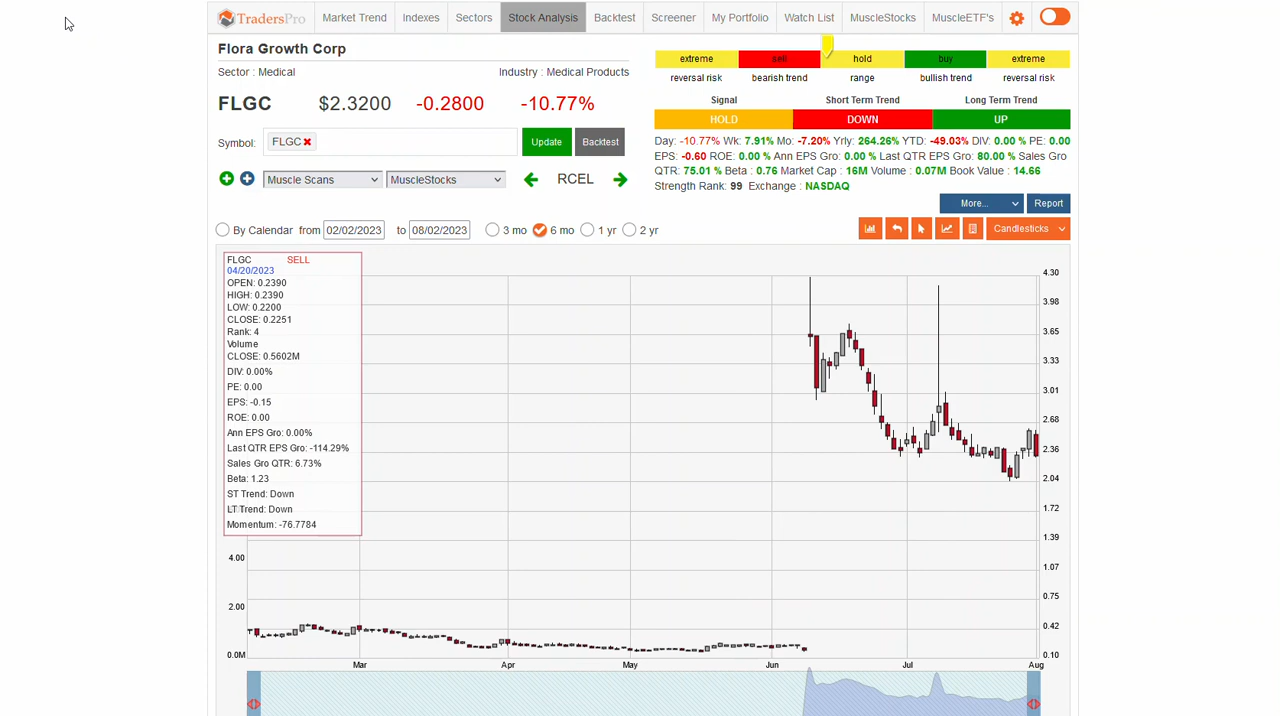 TradersPro Market Trend Indexes Sectors Stock Analysis Backtest Screener My Portfolio Watch List MuscleStocks MuscleETF's
Flora Growth Corp
Sector : Medical Industry : Medical Products
FLGC $2.3200 -0.2800 -10.77%
Symbol: FLGC Update Backtest
Muscle Scans MuscleStocks RCEL
extreme sell hold buy extreme
reversal risk bearish trend range bullish trend reversal risk
Signal Short Term Trend Long Term Trend
HOLD DOWN UP
Day: -10.77% Wk: 7.91% Mo: -7.20% Yrly: 264.26% YTD: -49.03% DIV: 0.00 % PE: 0.00
EPS: -0.60 ROE: 0.00 % Ann EPS Gro: 0.00 % Last QTR EPS Gro: 80.00 % Sales Gro
QTR: 75.01 % Beta : 0.76 Market Cap : 16M Volume : 0.07M Book Value : 14.66
Strength Rank: 99 Exchange : NASDAQ
More... Report
By Calendar from 02/02/2023 to 08/02/2023 3 mo 6 mo 1 yr 2 yr Candlesticks
FLGC SELL
04/20/2023
OPEN: 0.2390
HIGH: 0.2390
LOW: 0.2200
CLOSE: 0.2251
Rank: 4
Volume
CLOSE: 0.5602M
DIV: 0.00%
PE: 0.00
EPS: -0.15
ROE: 0.00
Ann EPS Gro: 0.00%
Last QTR EPS Gro: -114.29%
Sales Gro QTR: 6.73%
Beta: 1.23
ST Trend: Down
LT Trend: Down
Momentum: -76.7784
4.00
2.00
0.0M
4.30
3.98
3.65
3.33
3.01
2.68
2.36
2.04
1.72
1.39
1.07
0.75
0.42
0.10
Mar Apr May Jun Jul Aug